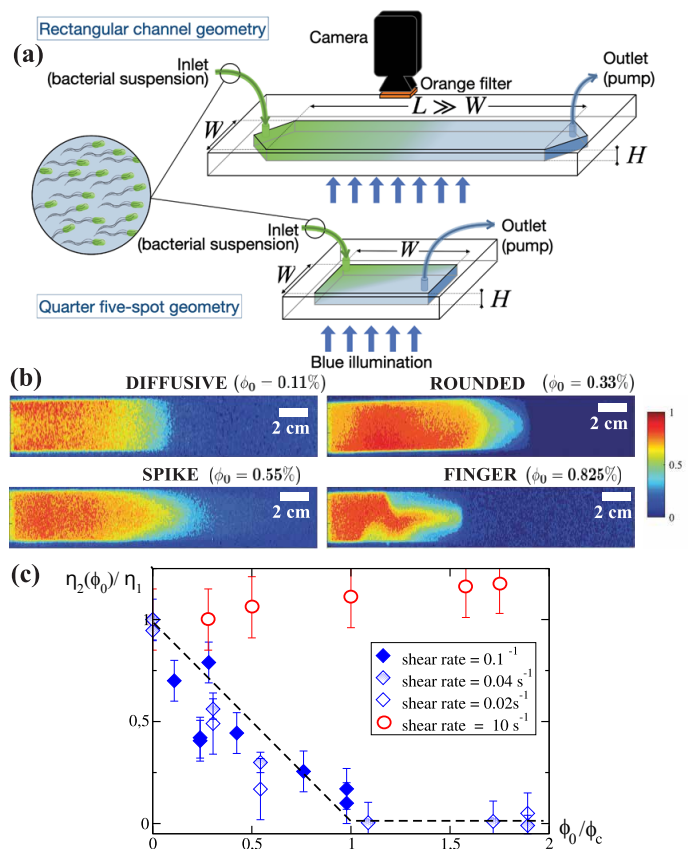 Rectangular channel geometry
(a)
Camera
Inlet
(bacterial suspension)
Orange filter
Outlet
(pump)
L ≫ W
W
H
Inlet
(bacterial suspension)
W
Outlet
(pump)
W
H
Quarter five-spot geometry
Blue illumination
(b)
DIFFUSIVE (ϕ₀ − 0.11%)
ROUNDED (ϕ₀ = 0.33%)
2 cm
2 cm
SPIKE (ϕ₀ = 0.55%)
FINGER (ϕ₀ = 0.825%)
2 cm
2 cm
1
0.5
0
(c)
η₂(ϕ₀)/ η₁
1
0,5
0
shear rate = 0.1⁻¹
shear rate = 0.04 s⁻¹
shear rate = 0.02s⁻¹
shear rate = 10 s⁻¹
0 0.5 1 1.5 2
ϕ₀/ϕc